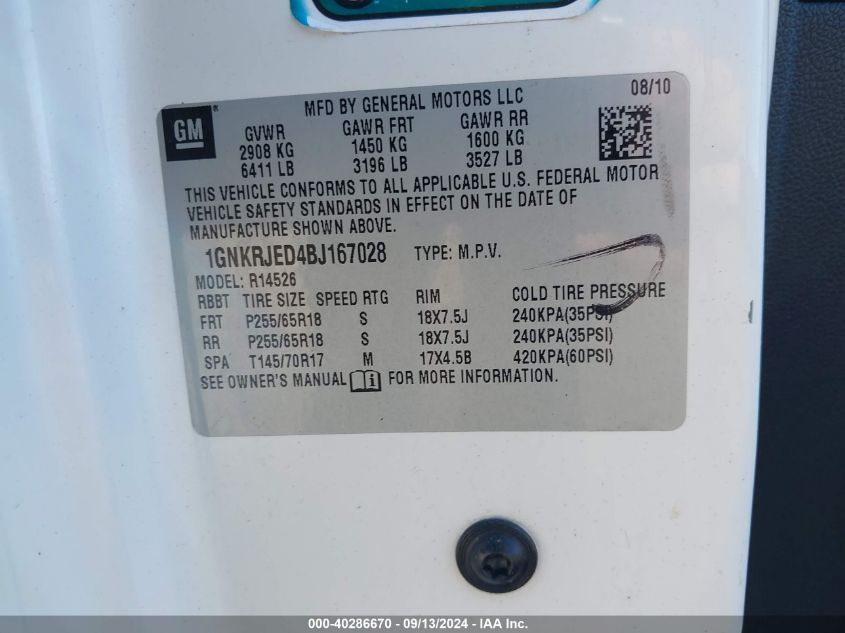 MFD BY GENERAL MOTORS LLC 08/10
GM
GVWR GAWR FRT GAWR RR
2908 KG 1450 KG 1600 KG
6411 LB 3196 LB 3527 LB
THIS VEHICLE CONFORMS TO ALL APPLICABLE U.S. FEDERAL MOTOR
VEHICLE SAFETY STANDARDS IN EFFECT ON THE DATE OF
MANUFACTURE SHOWN ABOVE.
1GNKRJED4BJ167028 TYPE: M.P.V.
MODEL: R14526
RBBT TIRE SIZE SPEED RTG RIM COLD TIRE PRESSURE
FRT P255/65R18 S 18X7.5J 240KPA(35PSI)
RR P255/65R18 S 18X7.5J 240KPA(35PSI)
SPA T145/70R17 M 17X4.5B 420KPA(60PSI)
SEE OWNER'S MANUAL FOR MORE INFORMATION.
000-40286670 - 09/13/2024 - IAAI Inc.